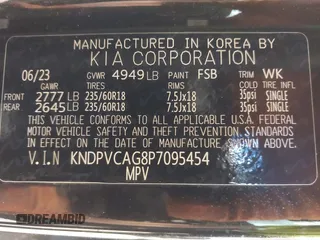 MANUFACTURED IN KOREA BY
KIA CORPORATION
06/23 GVWR 4949LB PAINT FSB TRIM WK
GAWR TIRES RIMS COLD TIRE INFLATION
FRONT 2777LB 235/60R18 7.5Jx18 35psi SINGLE
REAR 2645LB 235/60R18 7.5Jx18 35psi SINGLE
THIS VEHICLE CONFORMS TO ALL APPLICABLE U.S.A. FEDERAL
MOTOR VEHICLE SAFETY AND THEFT PREVENTION STANDARDS
IN EFFECT ON THE DATE OF MANUFACTURE SHOWN ABOVE.
V.I.N KNDPVCAG8P7095454
MPV
DREAMBID